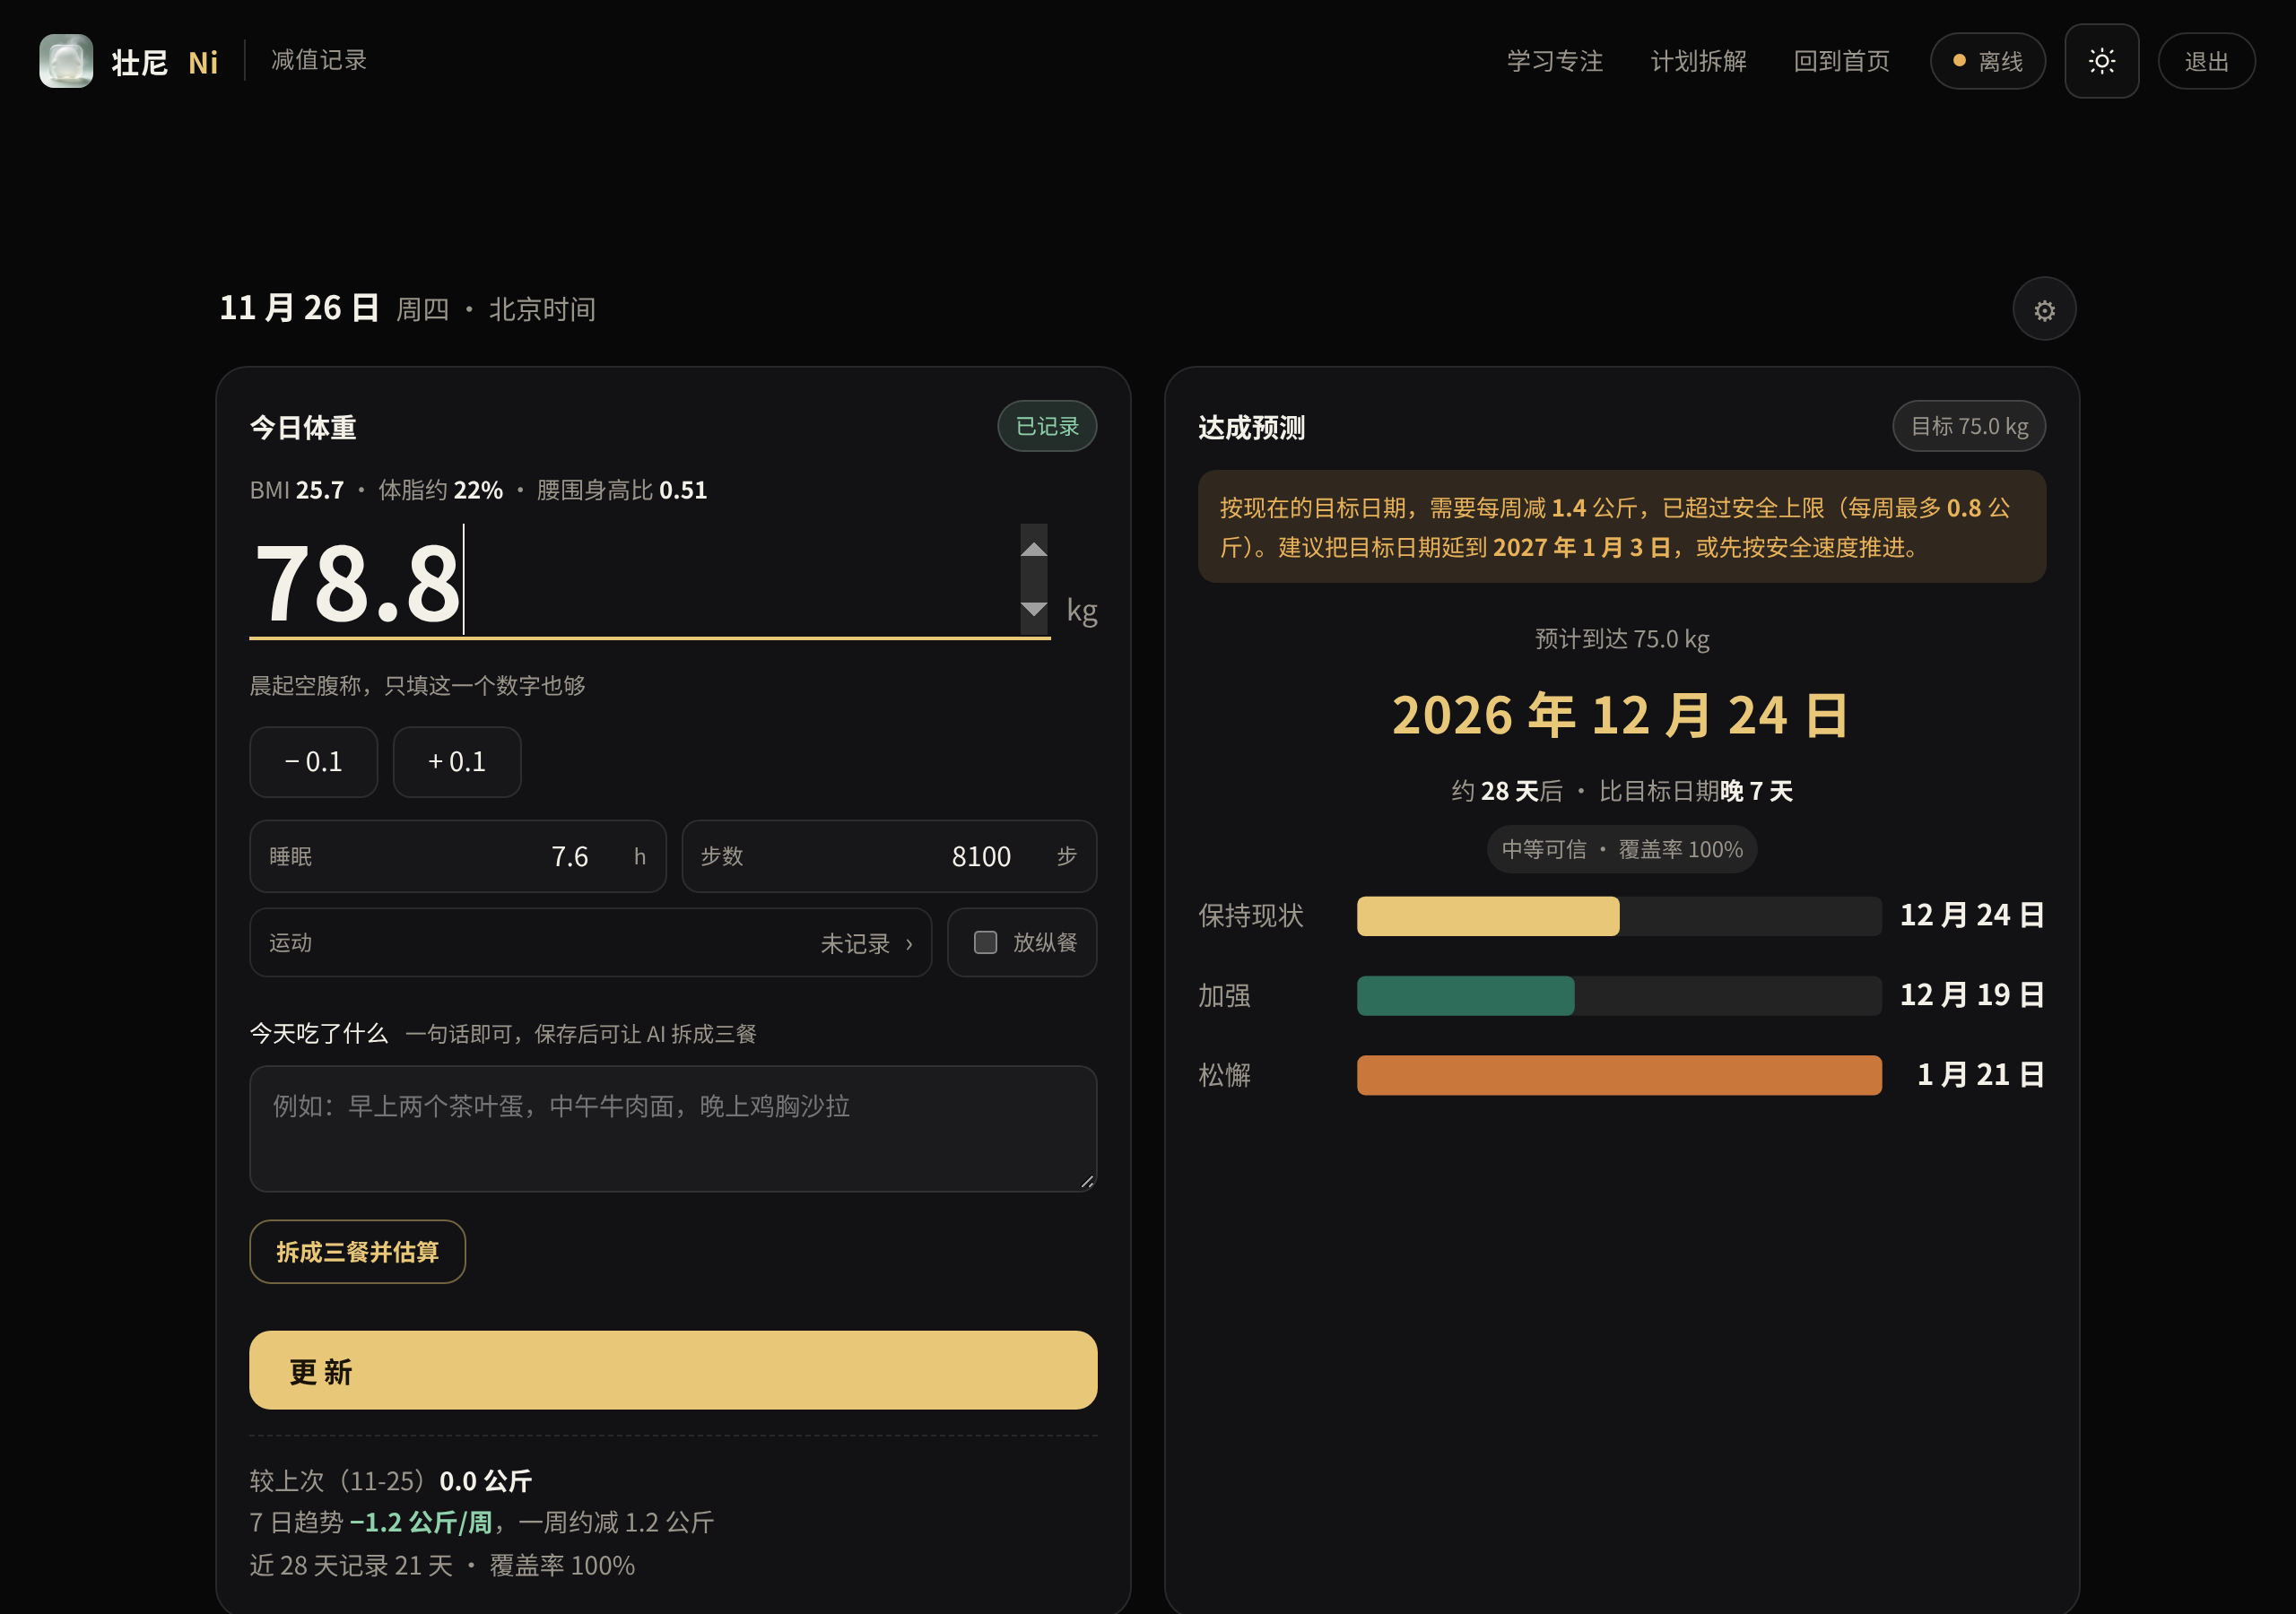 壮尼 Ni 减值记录 学习专注 计划拆解 回到首页 离线 退出
11 月 26 日 周四 · 北京时间
今日体重 已记录
BMI 25.7 · 体脂约 22% · 腰围身高比 0.51
78.8 kg
晨起空腹称，只填这一个数字也够
− 0.1 + 0.1
睡眠 7.6 h 步数 8100 步
运动 未记录 › 放纵餐
今天吃了什么 一句话即可，保存后可让 AI 拆成三餐
例如：早上两个茶叶蛋，中午牛肉面，晚上鸡胸沙拉
拆成三餐并估算
更新
较上次（11-25）0.0 公斤
7 日趋势 −1.2 公斤/周，一周约减 1.2 公斤
近 28 天记录 21 天 · 覆盖率 100%
达成预测 目标 75.0 kg
按现在的目标日期，需要每周减 1.4 公斤，已超过安全上限（每周最多 0.8 公
斤）。建议把目标日期延到 2027 年 1 月 3 日，或先按安全速度推进。
预计到达 75.0 kg
2026 年 12 月 24 日
约 28 天后 · 比目标日期晚 7 天
中等可信 · 覆盖率 100%
保持现状 12 月 24 日
加强 12 月 19 日
松懈 1 月 21 日